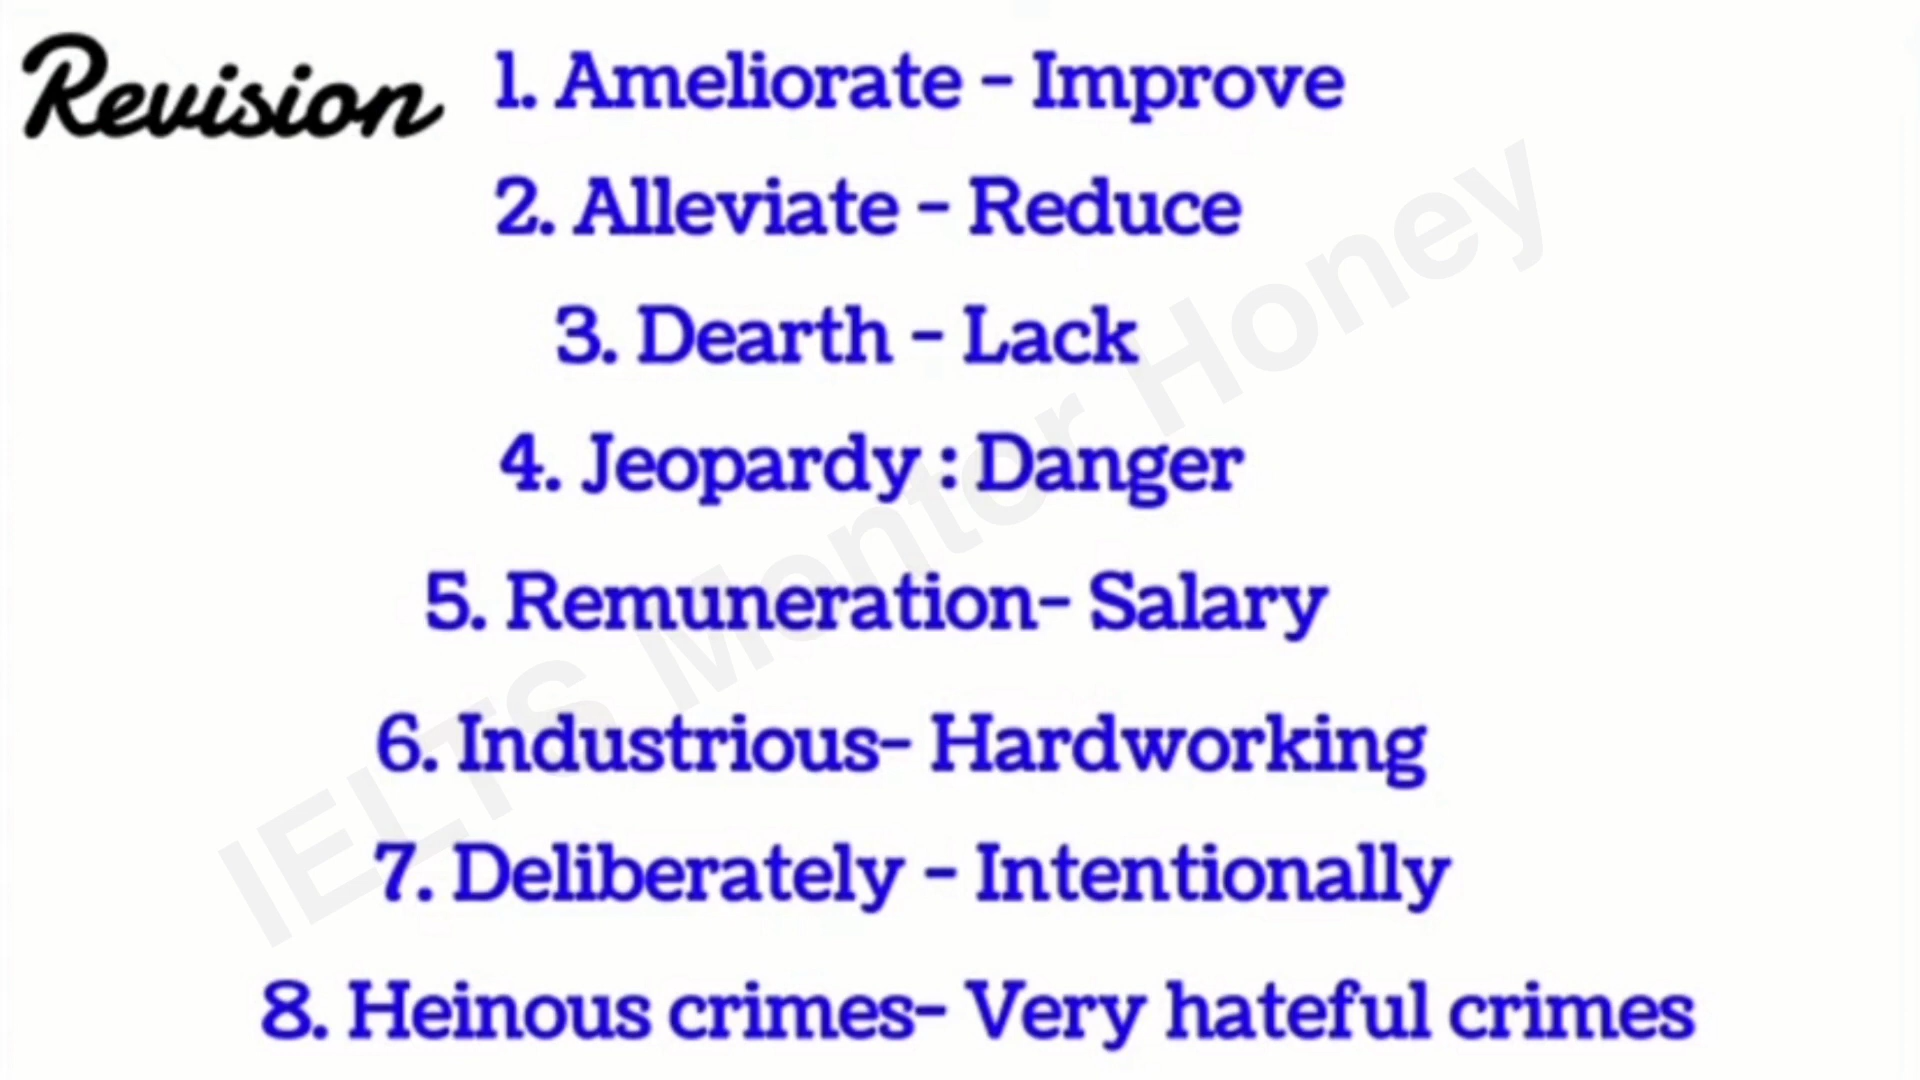 Revision
1. Ameliorate - Improve
2. Alleviate - Reduce
3. Dearth - Lack
4. Jeopardy : Danger
5. Remuneration- Salary
6. Industrious- Hardworking
7. Deliberately - Intentionally
8. Heinous crimes- Very hateful crimes
IELTS Mentor Honey